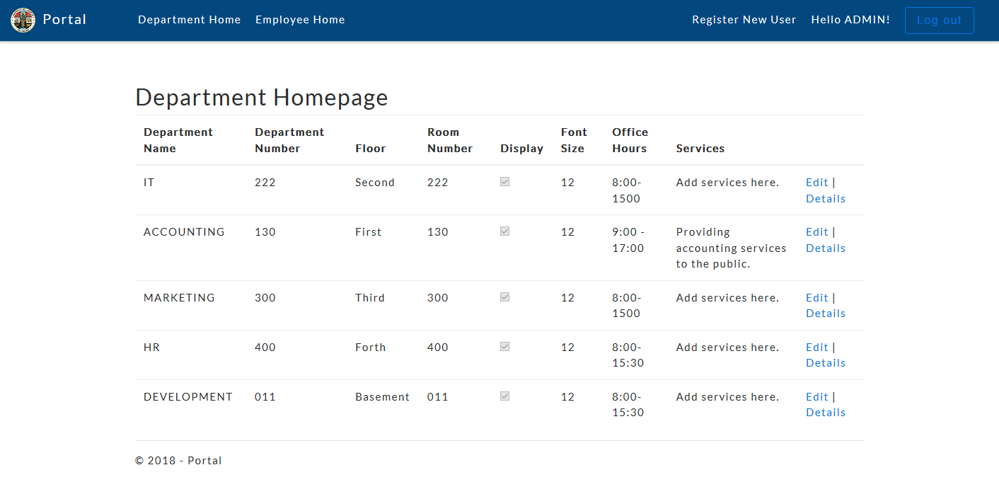 Portal Department Home Employee Home Register New User Hello ADMIN! Log out
Department Homepage
Department Name Department Number Floor Room Number Display Font Size Office Hours Services
IT 222 Second 222 12 8:00-1500 Add services here. Edit | Details
ACCOUNTING 130 First 130 12 9:00 - 17:00 Providing accounting services to the public. Edit | Details
MARKETING 300 Third 300 12 8:00-1500 Add services here. Edit | Details
HR 400 Forth 400 12 8:00-15:30 Add services here. Edit | Details
DEVELOPMENT 011 Basement 011 12 8:00-15:30 Add services here. Edit | Details
© 2018 - Portal